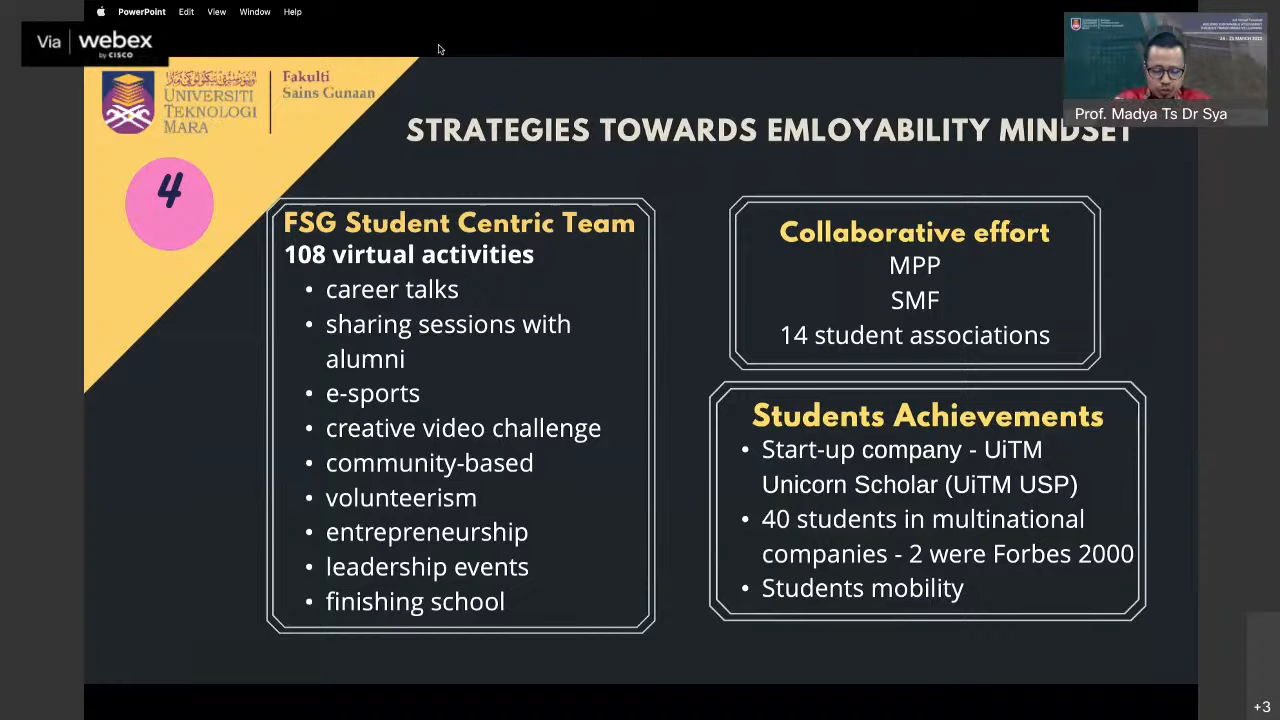 PowerPoint Edit View Window Help
Via webex
by CISCO
UNIVERSITI
TEKNOLOGI
MARA
Fakulti
Sains Gunaan
Prof. Madya Ts Dr Sya
STRATEGIES TOWARDS EMLOYABILITY MINDSET
4
FSG Student Centric Team
108 virtual activities
• career talks
• sharing sessions with
alumni
• e-sports
• creative video challenge
• community-based
• volunteerism
• entrepreneurship
• leadership events
• finishing school
Collaborative effort
MPP
SMF
14 student associations
Students Achievements
• Start-up company - UiTM
Unicorn Scholar (UiTM USP)
• 40 students in multinational
companies - 2 were Forbes 2000
• Students mobility
+3